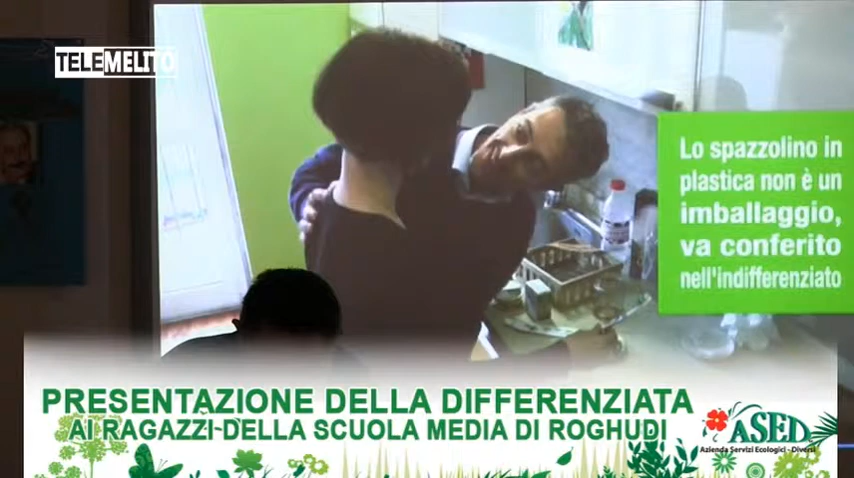 TELEMELITO
Lo spazzolino in
plastica non è un
imballaggio,
va conferito
nell'indifferenziato
PRESENTAZIONE DELLA DIFFERENZIATA
AI RAGAZZI DELLA SCUOLA MEDIA DI ROGHUDI
ASED
Azienda Servizi Ecologici - Diversi